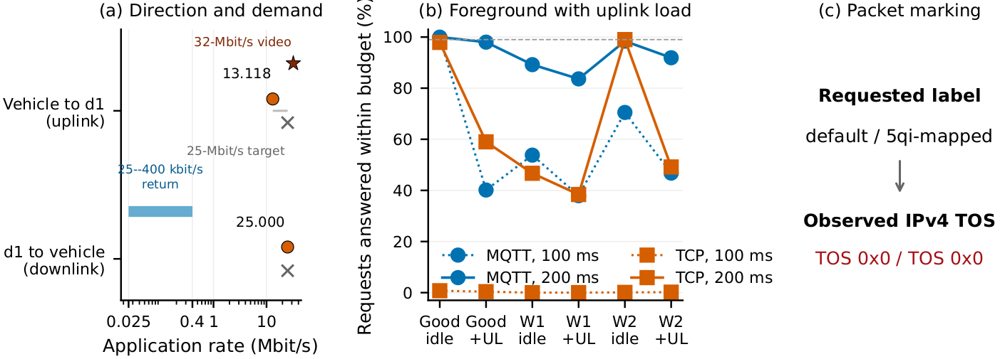 (a) Direction and demand
32-Mbit/s video
13.118
Vehicle to d1
(uplink)
25-Mbit/s target
25--400 kbit/s
return
25.000
d1 to vehicle
(downlink)
0.025
0.4
1
10
Application rate (Mbit/s)
(b) Foreground with uplink load
Requests answered within budget (%)
100
80
60
40
20
0
MQTT, 100 ms
MQTT, 200 ms
TCP, 100 ms
TCP, 200 ms
Good
idle
Good
+UL
W1
idle
W1
+UL
W2
idle
W2
+UL
(c) Packet marking
Requested label
default / 5qi-mapped
Observed IPv4 TOS
TOS 0x0 / TOS 0x0